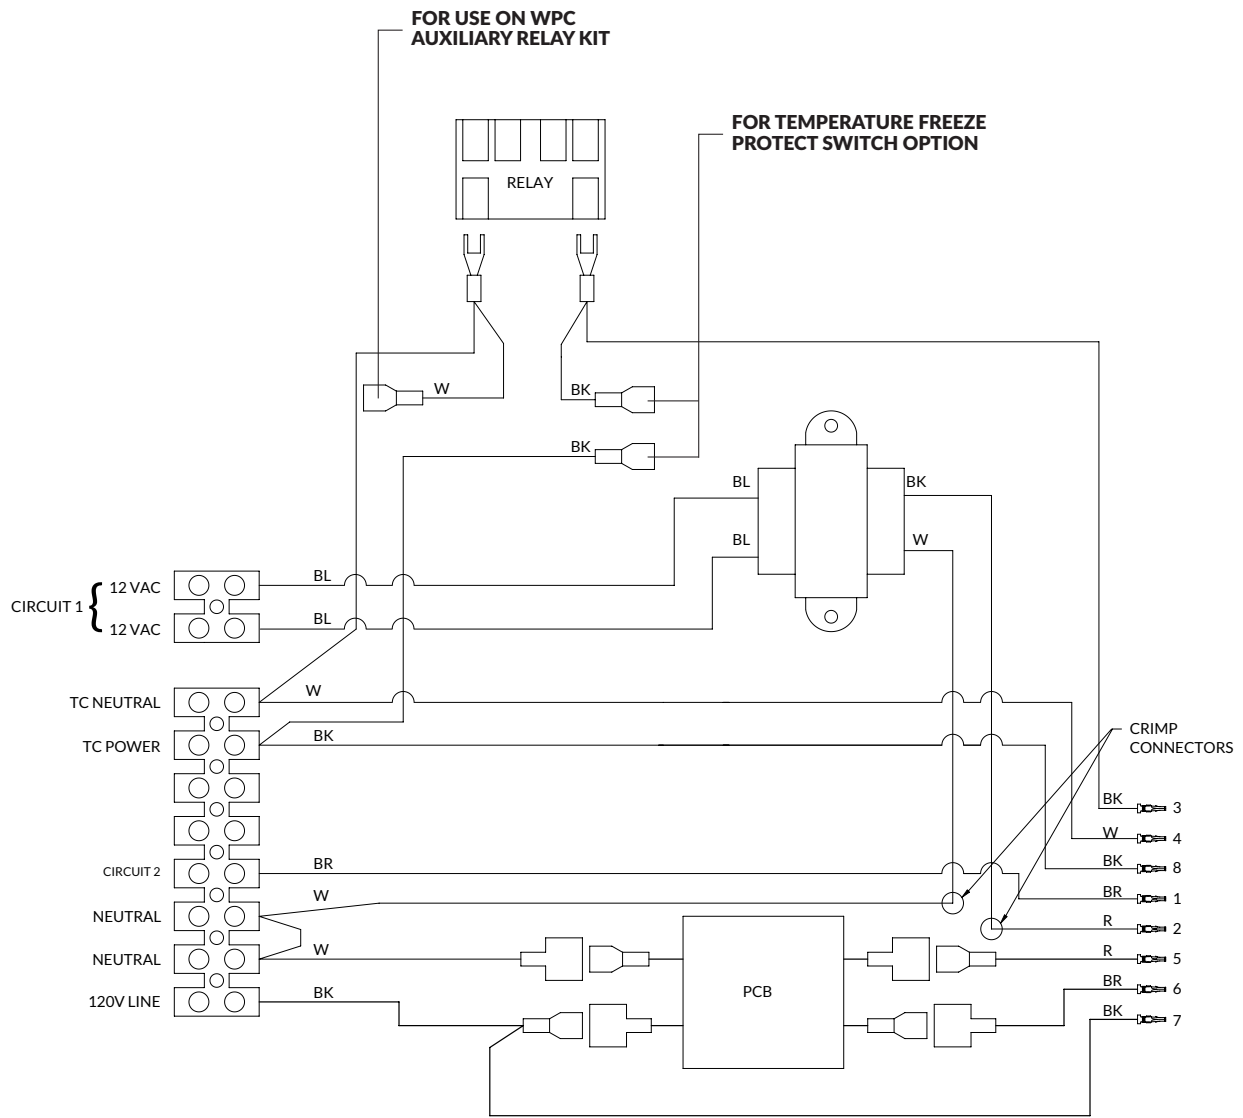 FOR USE ON WPC
AUXILIARY RELAY KIT
FOR TEMPERATURE FREEZE
PROTECT SWITCH OPTION
RELAY
W
BK
BK
BL
BK
BL
W
CIRCUIT 1 {
12 VAC
BL
12 VAC
BL
TC NEUTRAL
W
TC POWER
BK
CRIMP
CONNECTORS
BK 3
W 4
BK 8
CIRCUIT 2
BR
BR 1
NEUTRAL
W
R 2
NEUTRAL
W
R 5
PCB
120V LINE
BK
BR 6
BK 7